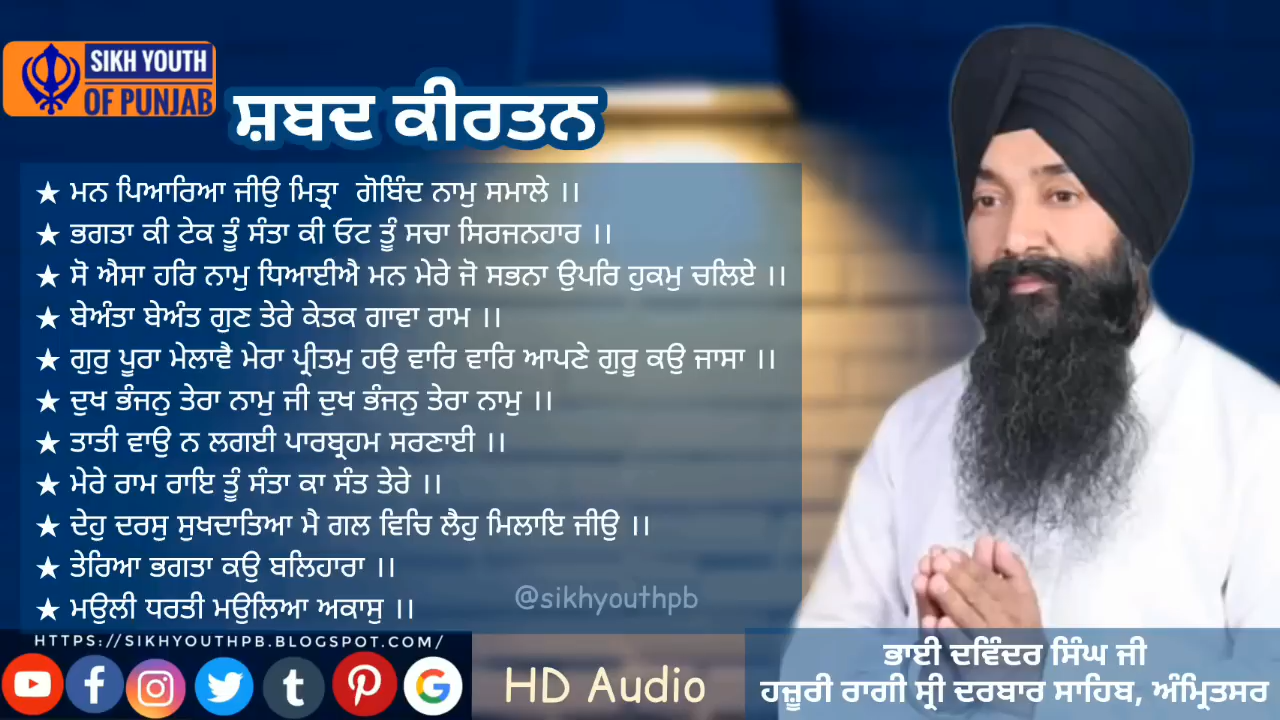 SIKH YOUTH
OF PUNJAB
ਸ਼ਬਦ ਕੀਰਤਨ
★ ਮਨ ਪਿਆਰਿਆ ਜੀਉ ਮਿਤ੍ਰਾ ਗੋਬਿੰਦ ਨਾਮੁ ਸਮਾਲੇ ।।
★ ਭਗਤਾ ਕੀ ਟੇਕ ਤੂੰ ਸੰਤਾ ਕੀ ਓਟ ਤੂੰ ਸਚਾ ਸਿਰਜਨਹਾਰ ।।
★ ਸੋ ਐਸਾ ਹਰਿ ਨਾਮੁ ਧਿਆਈਐ ਮਨ ਮੇਰੇ ਜੋ ਸਭਨਾ ਉਪਰਿ ਹੁਕਮੁ ਚਲਿਏ ।।
★ ਬੇਅੰਤਾ ਬੇਅੰਤ ਗੁਣ ਤੇਰੇ ਕੇਤਕ ਗਾਵਾ ਰਾਮ ।।
★ ਗੁਰੁ ਪੂਰਾ ਮੇਲਾਵੈ ਮੇਰਾ ਪ੍ਰੀਤਮੁ ਹਉ ਵਾਰਿ ਵਾਰਿ ਆਪਣੇ ਗੁਰੂ ਕਉ ਜਾਸਾ ।।
★ ਦੁਖ ਭੰਜਨੁ ਤੇਰਾ ਨਾਮੁ ਜੀ ਦੁਖ ਭੰਜਨੁ ਤੇਰਾ ਨਾਮੁ ।।
★ ਤਾਤੀ ਵਾਉ ਨ ਲਗਈ ਪਾਰਬ੍ਰਹਮ ਸਰਣਾਈ ।।
★ ਮੇਰੇ ਰਾਮ ਰਾਇ ਤੂੰ ਸੰਤਾ ਕਾ ਸੰਤ ਤੇਰੇ ।।
★ ਦੇਹੁ ਦਰਸੁ ਸੁਖਦਾਤਿਆ ਮੈ ਗਲ ਵਿਚਿ ਲੈਹੁ ਮਿਲਾਇ ਜੀਉ ।।
★ ਤੇਰਿਆ ਭਗਤਾ ਕਉ ਬਲਿਹਾਰਾ ।।
★ ਮਉਲੀ ਧਰਤੀ ਮਉਲਿਆ ਅਕਾਸੁ ।।
@sikhyouthpb
HTTPS://SIKHYOUTHPB.BLOGSPOT.COM/
HD Audio
ਭਾਈ ਦਵਿੰਦਰ ਸਿੰਘ ਜੀ
ਹਜ਼ੂਰੀ ਰਾਗੀ ਸ੍ਰੀ ਦਰਬਾਰ ਸਾਹਿਬ, ਅੰਮ੍ਰਿਤਸਰ